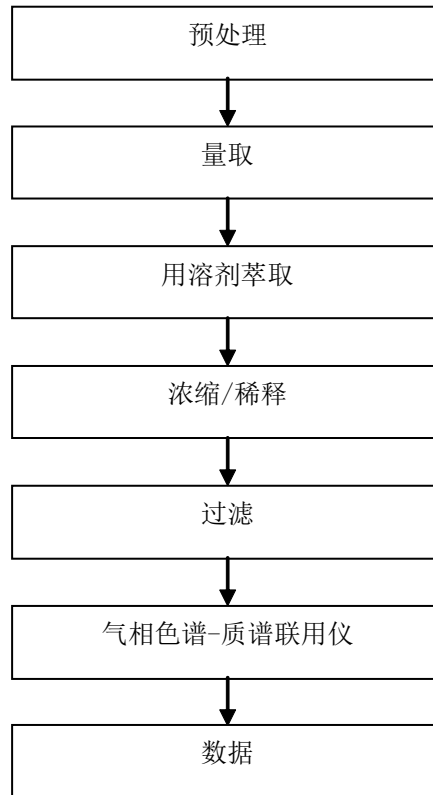 预处理
量取
用溶剂萃取
浓缩/稀释
过滤
气相色谱-质谱联用仪
数据